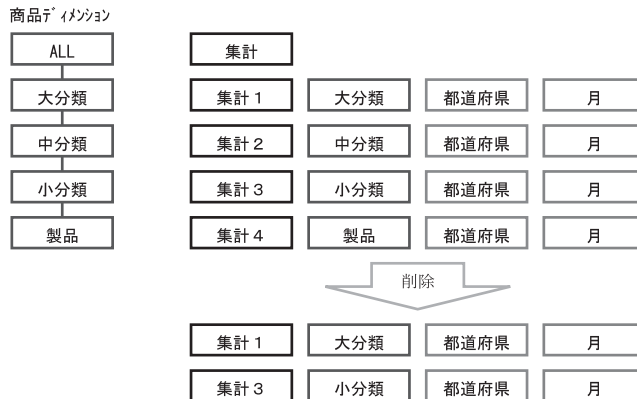 商品ﾃﾞｨﾒﾝｼｮﾝ
ALL 集計
大分類 集計１ 大分類 都道府県 月
中分類 集計２ 中分類 都道府県 月
小分類 集計３ 小分類 都道府県 月
製品 集計４ 製品 都道府県 月
削除
集計１ 大分類 都道府県 月
集計３ 小分類 都道府県 月